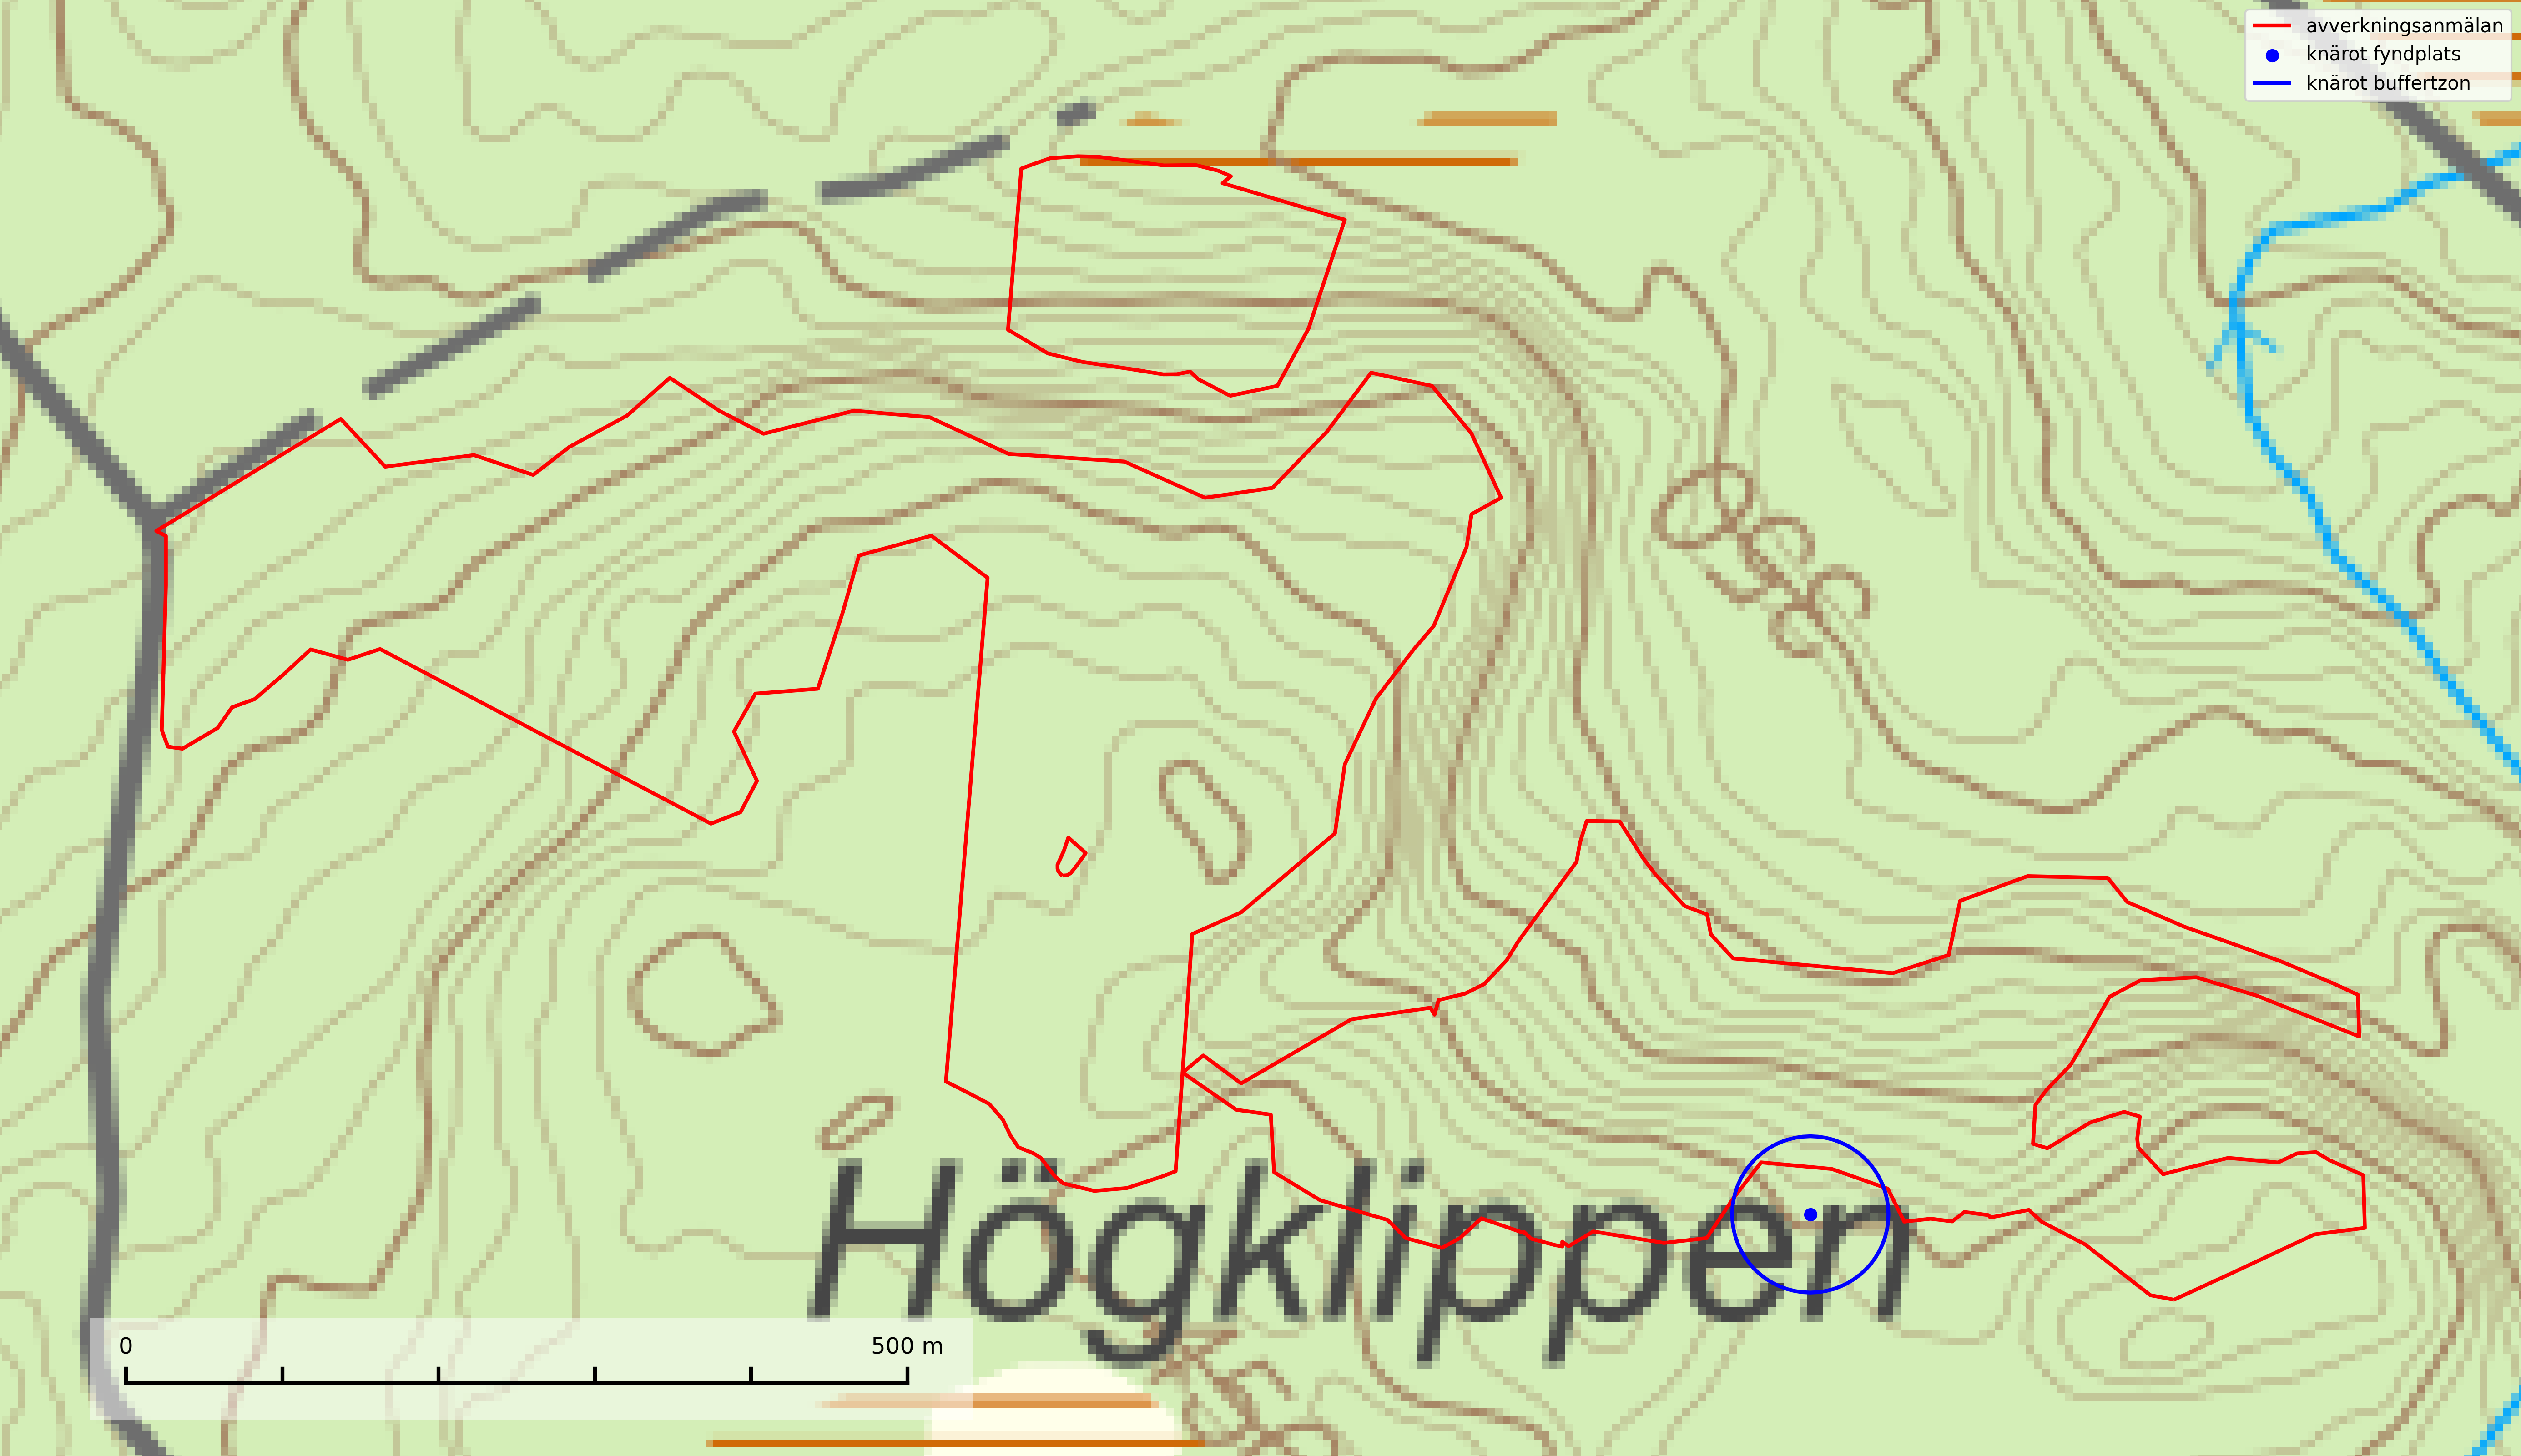 avverkningsanmälan
knärot fyndplats
knärot buffertzon
Högklippen
0 500 m